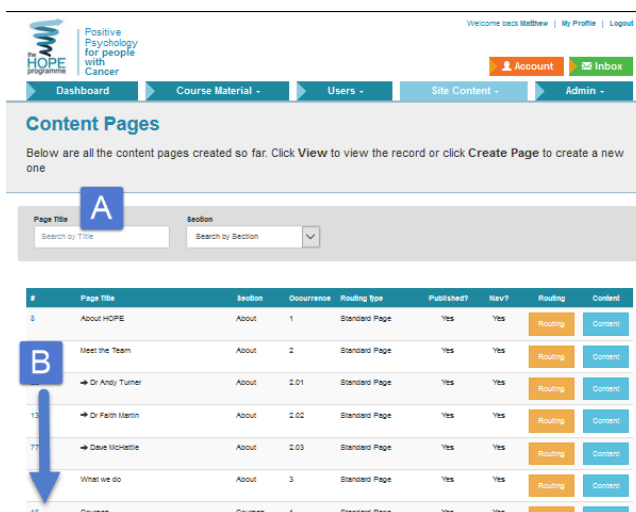 Welcome back Matthew | My Profile | Logout
the HOPE programme
Positive
Psychology
for people
with
Cancer
Account
Inbox
Dashboard
Course Material -
Users -
Site Content -
Admin -
Content Pages
Below are all the content pages created so far. Click View to view the record or click Create Page to create a new
one
A
Page Title Section
Search by Title Search by Section
# Page Title Section Occurrence Routing Type Published? Nav? Routing Content
8 About HOPE About 1 Standard Page Yes Yes Routing Content
B
Meet the Team About 2 Standard Page Yes Yes Routing Content
➔ Dr Andy Turner About 2.01 Standard Page Yes Yes Routing Content
13 ➔ Dr Faith Martin About 2.02 Standard Page Yes Yes Routing Content
77 ➔ Dave McHattie About 2.03 Standard Page Yes Yes Routing Content
What we do About 3 Standard Page Yes Yes Routing Content